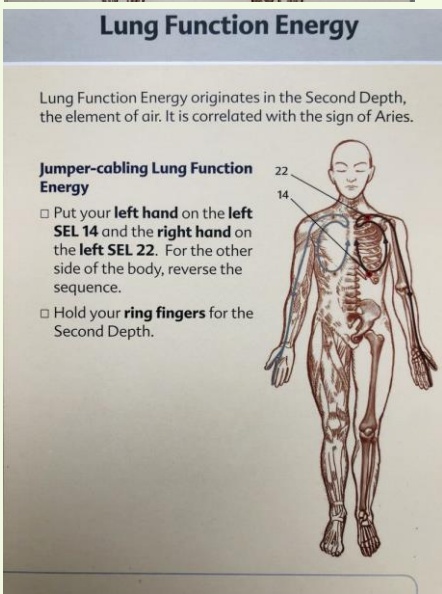 Lung Function Energy
Lung Function Energy originates in the Second Depth,
the element of air. It is correlated with the sign of Aries.
Jumper-cabling Lung Function
Energy
□ Put your left hand on the left
SEL 14 and the right hand on
the left SEL 22. For the other
side of the body, reverse the
sequence.
□ Hold your ring fingers for the
Second Depth.
22
14